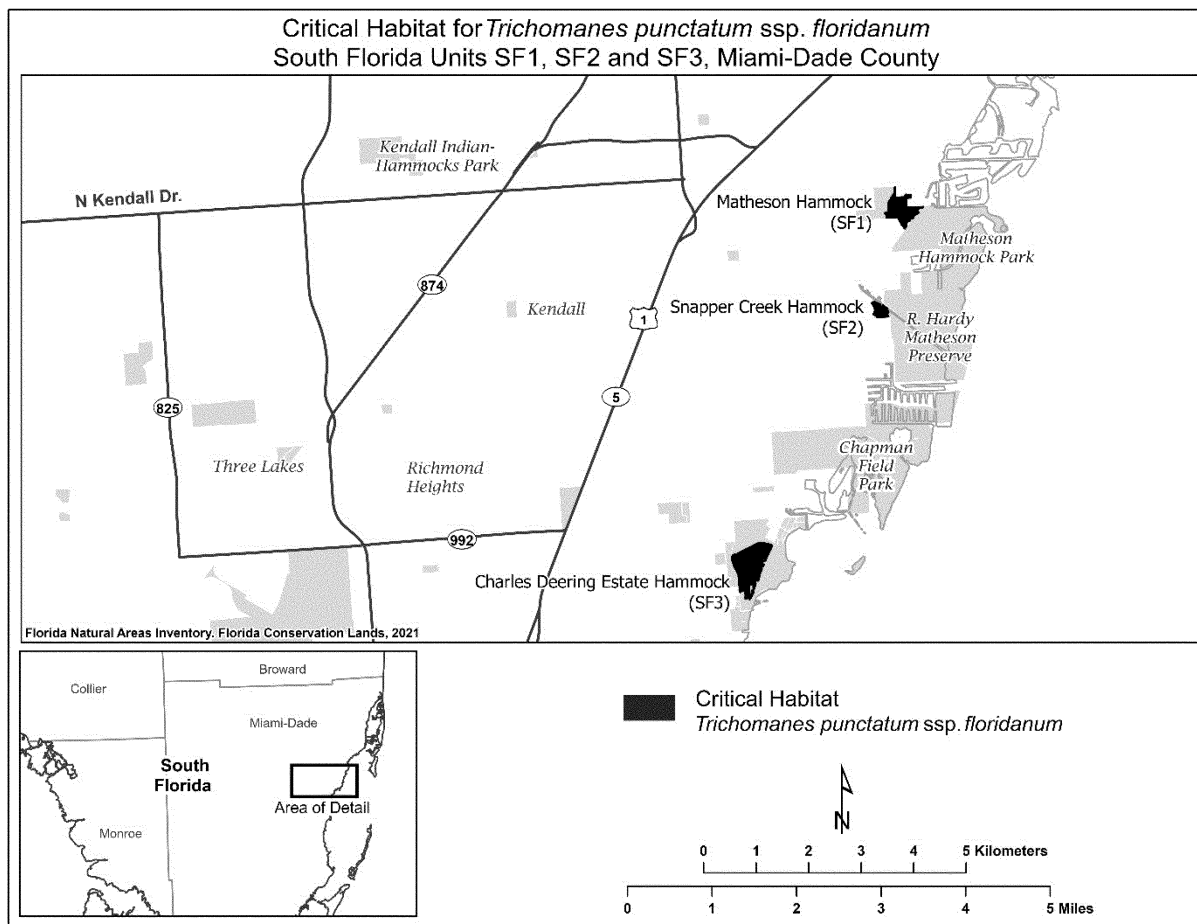 Critical Habitat for Trichomanes punctatum ssp. floridanum
South Florida Units SF1, SF2 and SF3, Miami-Dade County
Kendall Indian-
Hammocks Park
N Kendall Dr.
Matheson Hammock
(SF1)
Matheson
Hammock Park
874
Kendall
1
Snapper Creek Hammock
(SF2)
R. Hardy
Matheson
Preserve
825
5
Three Lakes
Richmond
Heights
Chapman
Field
Park
992
Charles Deering Estate Hammock
(SF3)
Florida Natural Areas Inventory. Florida Conservation Lands, 2021
Broward
Collier
Miami-Dade
South
Florida
Area of Detail
Monroe
Critical Habitat
Trichomanes punctatum ssp. floridanum
N
0 1 2 3 4 5 Kilometers
0 1 2 3 4 5 Miles